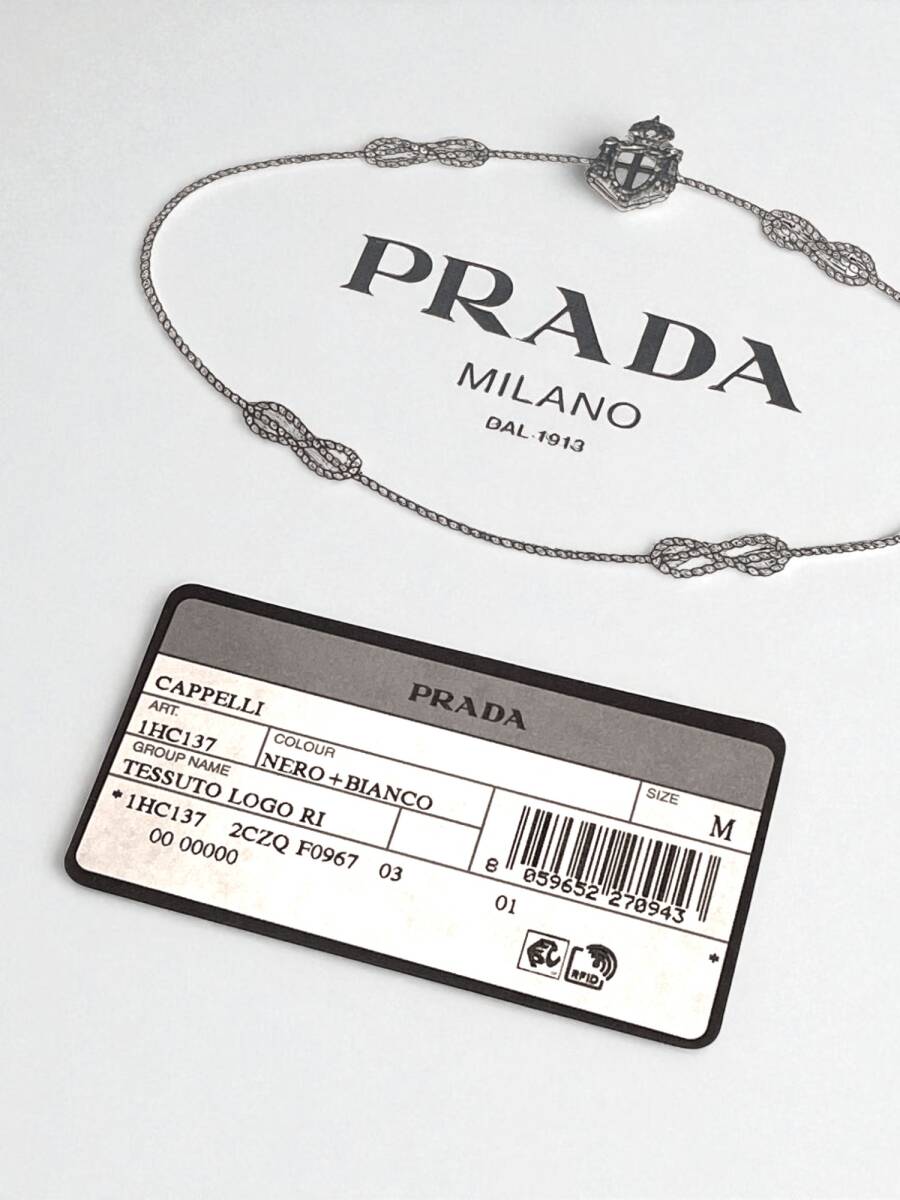 PRADA
MILANO
DAL 1913
PRADA
CAPPELLI
ART.
1HC137
COLOUR
NERO+BIANCO
SIZE
M
GROUP NAME
TESSUTO LOGO RI
*1HC137 2CZQ F0967 03 01
00 00000
8 059652 270943
*
RFID